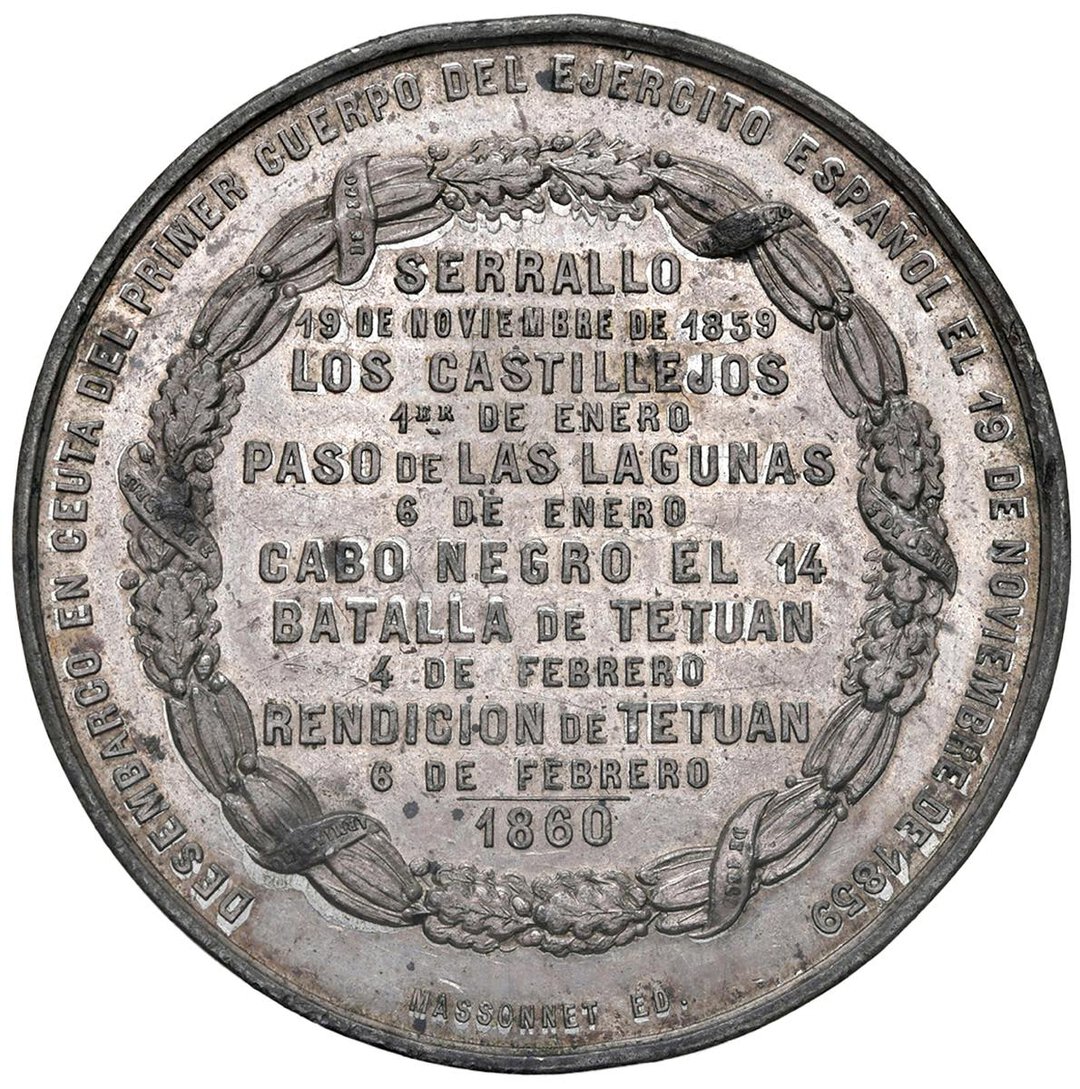 DESEMBARCO EN CEUTA DEL PRIMER CUERPO DEL EJÉRCITO ESPAÑOL EL 19 DE NOVIEMBRE DE 1859
SERRALLO
19 DE NOVIEMBRE DE 1859
LOS CASTILLEJOS
1ER DE ENERO
PASO DE LAS LAGUNAS
6 DE ENERO
CABO NEGRO EL 14
BATALLA DE TETUAN
4 DE FEBRERO
RENDICION DE TETUAN
6 DE FEBRERO
1860
MASSONNET ED.